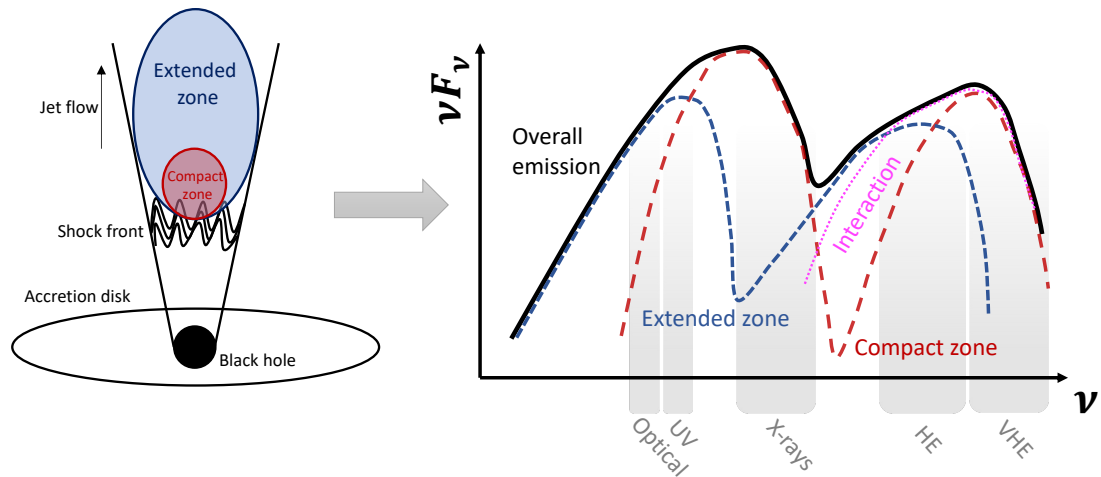 Extended
zone
Jet flow
Compact
zone
Shock front
Accretion disk
Black hole
νFν
Overall
emission
Interaction
Extended zone
Compact zone
ν
Optical
UV
X-rays
HE
VHE